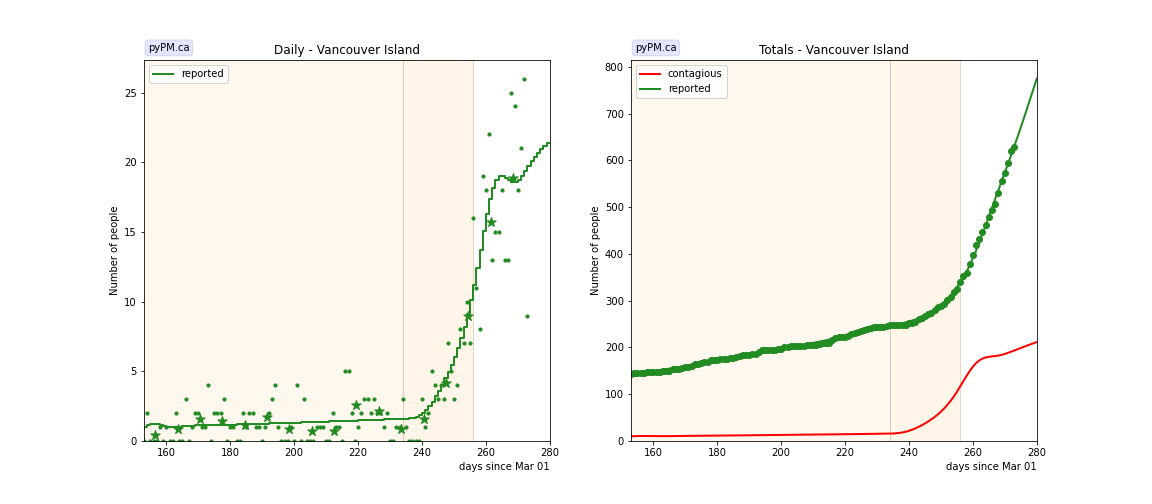 pyPM.ca
Daily - Vancouver Island
reported
Number of people
25
20
15
10
5
0
160
180
200
220
240
260
280
days since Mar 01
pyPM.ca
Totals - Vancouver Island
contagious
reported
Number of people
800
700
600
500
400
300
200
100
0
160
180
200
220
240
260
280
days since Mar 01